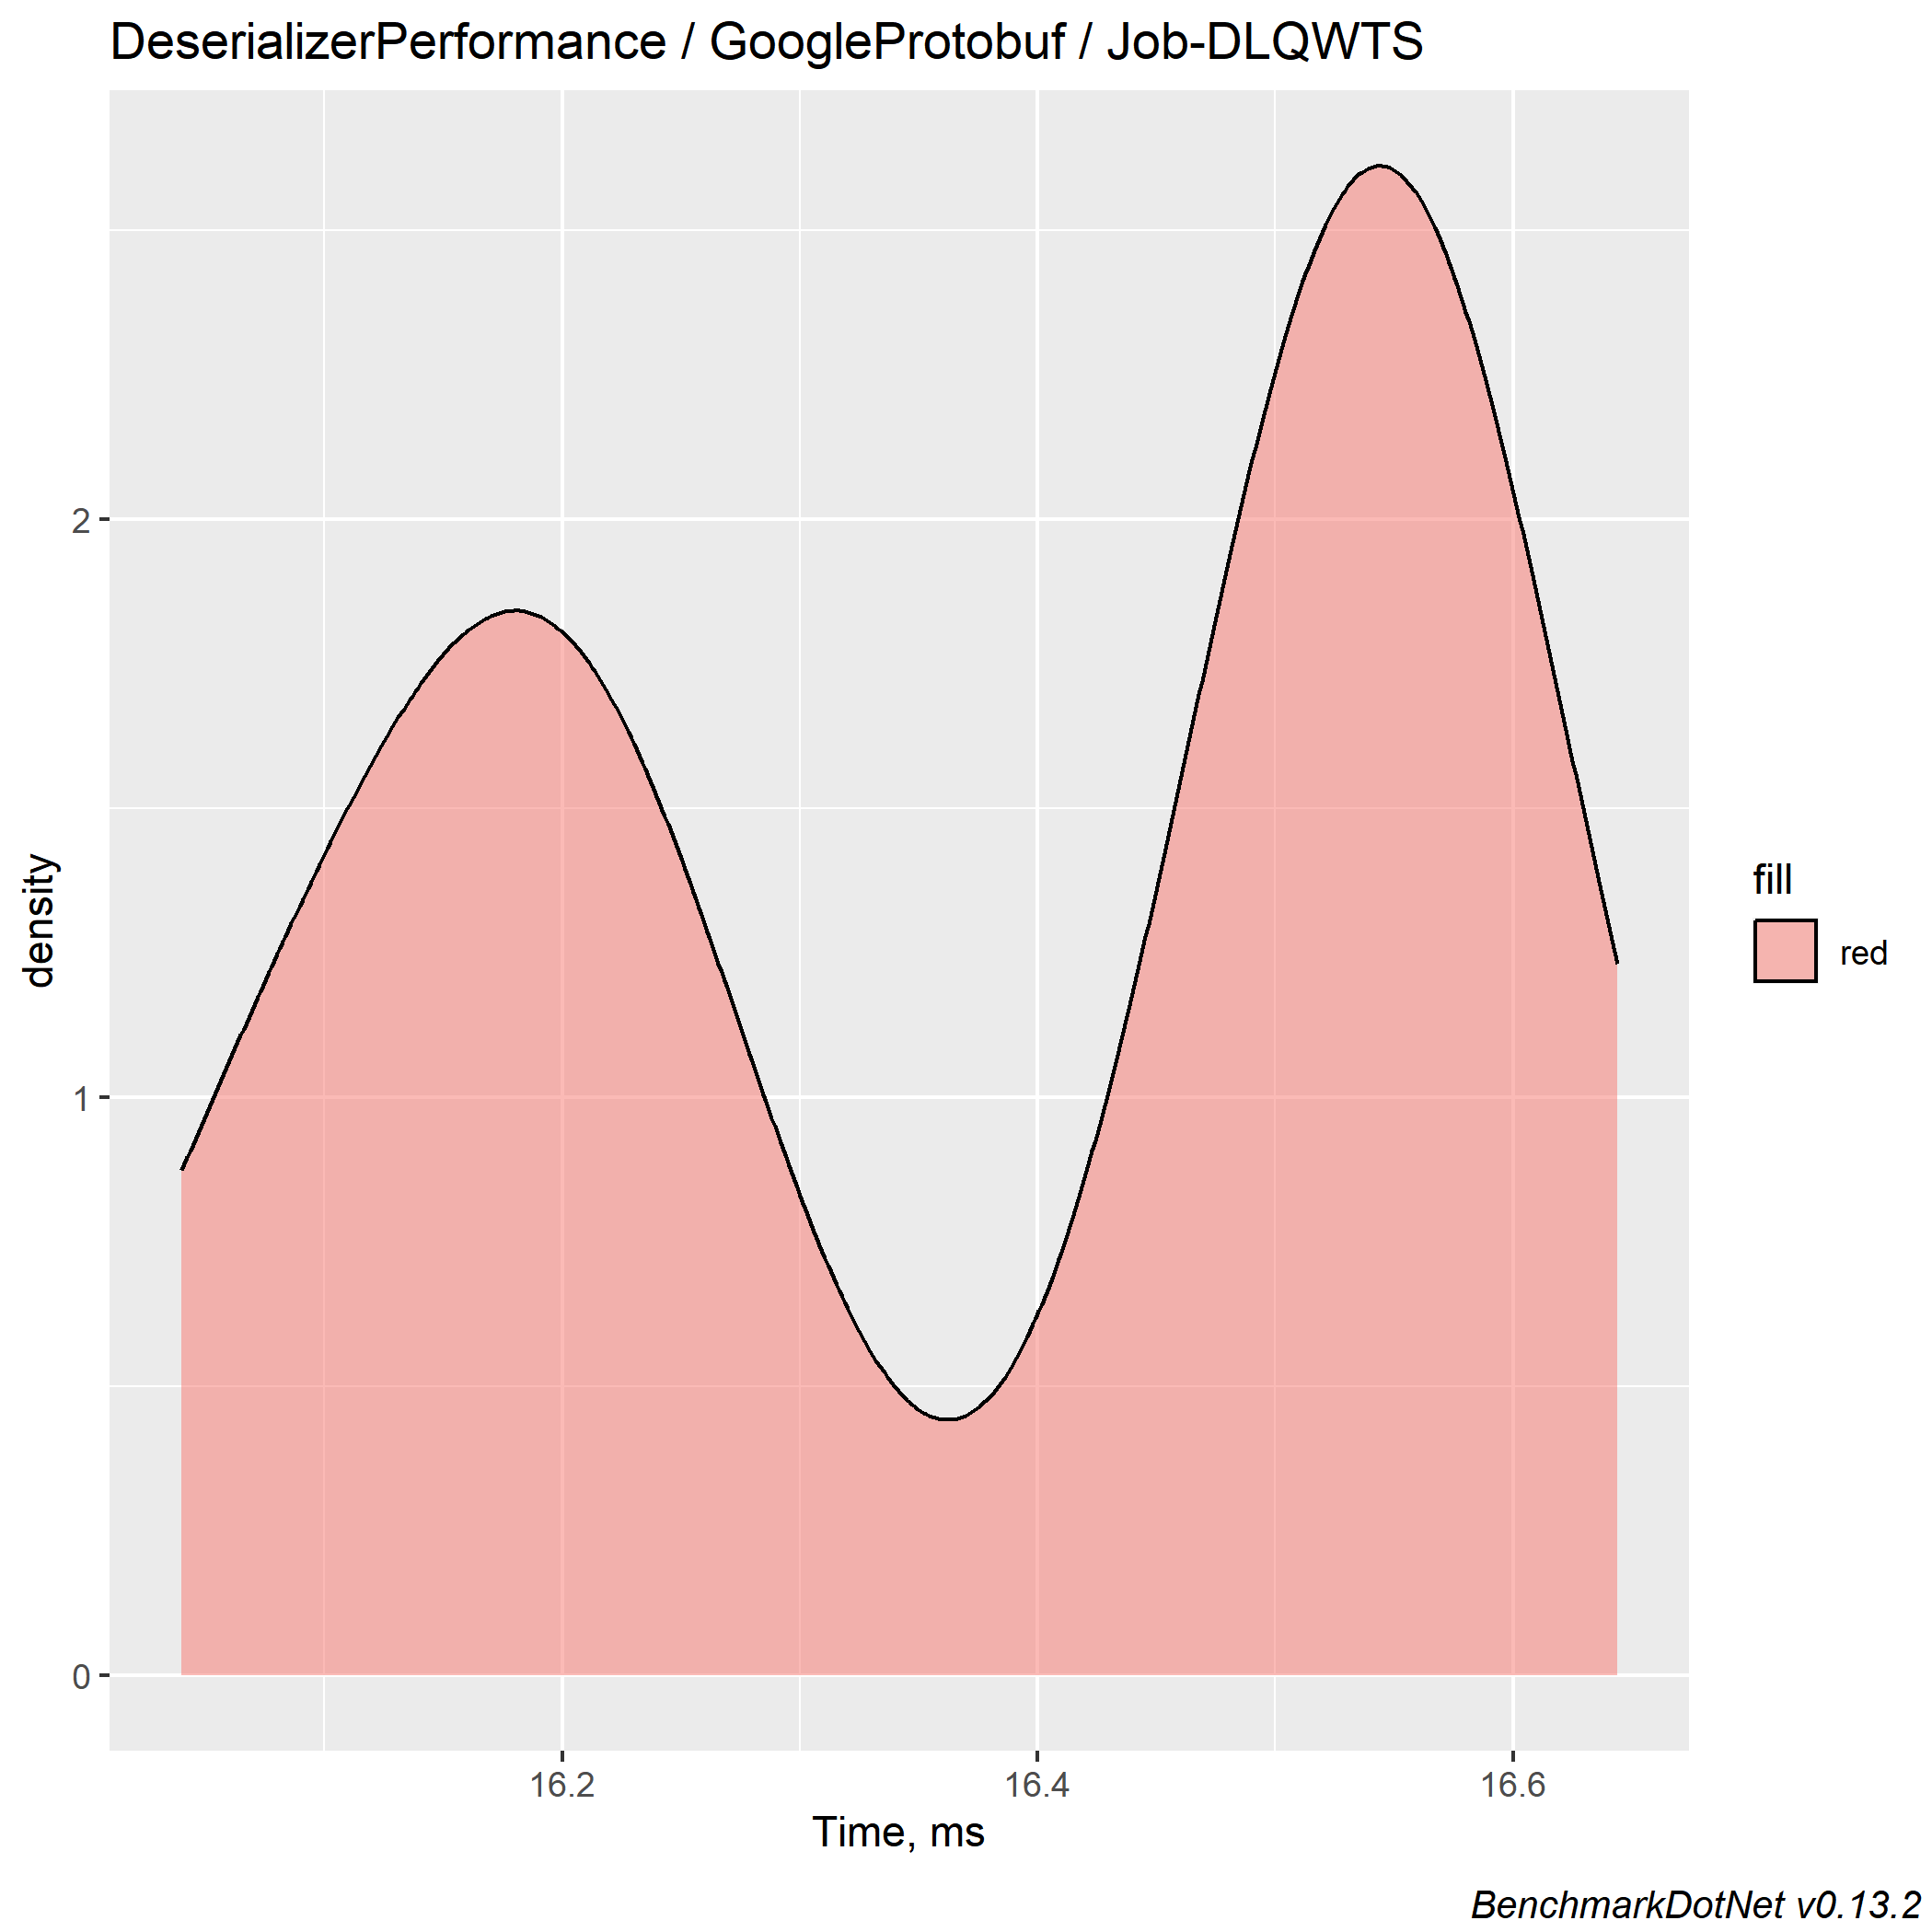 DeserializerPerformance / GoogleProtobuf / Job-DLQWTS
density
2
1
0
16.2 16.4 16.6
Time, ms
fill
red
BenchmarkDotNet v0.13.2